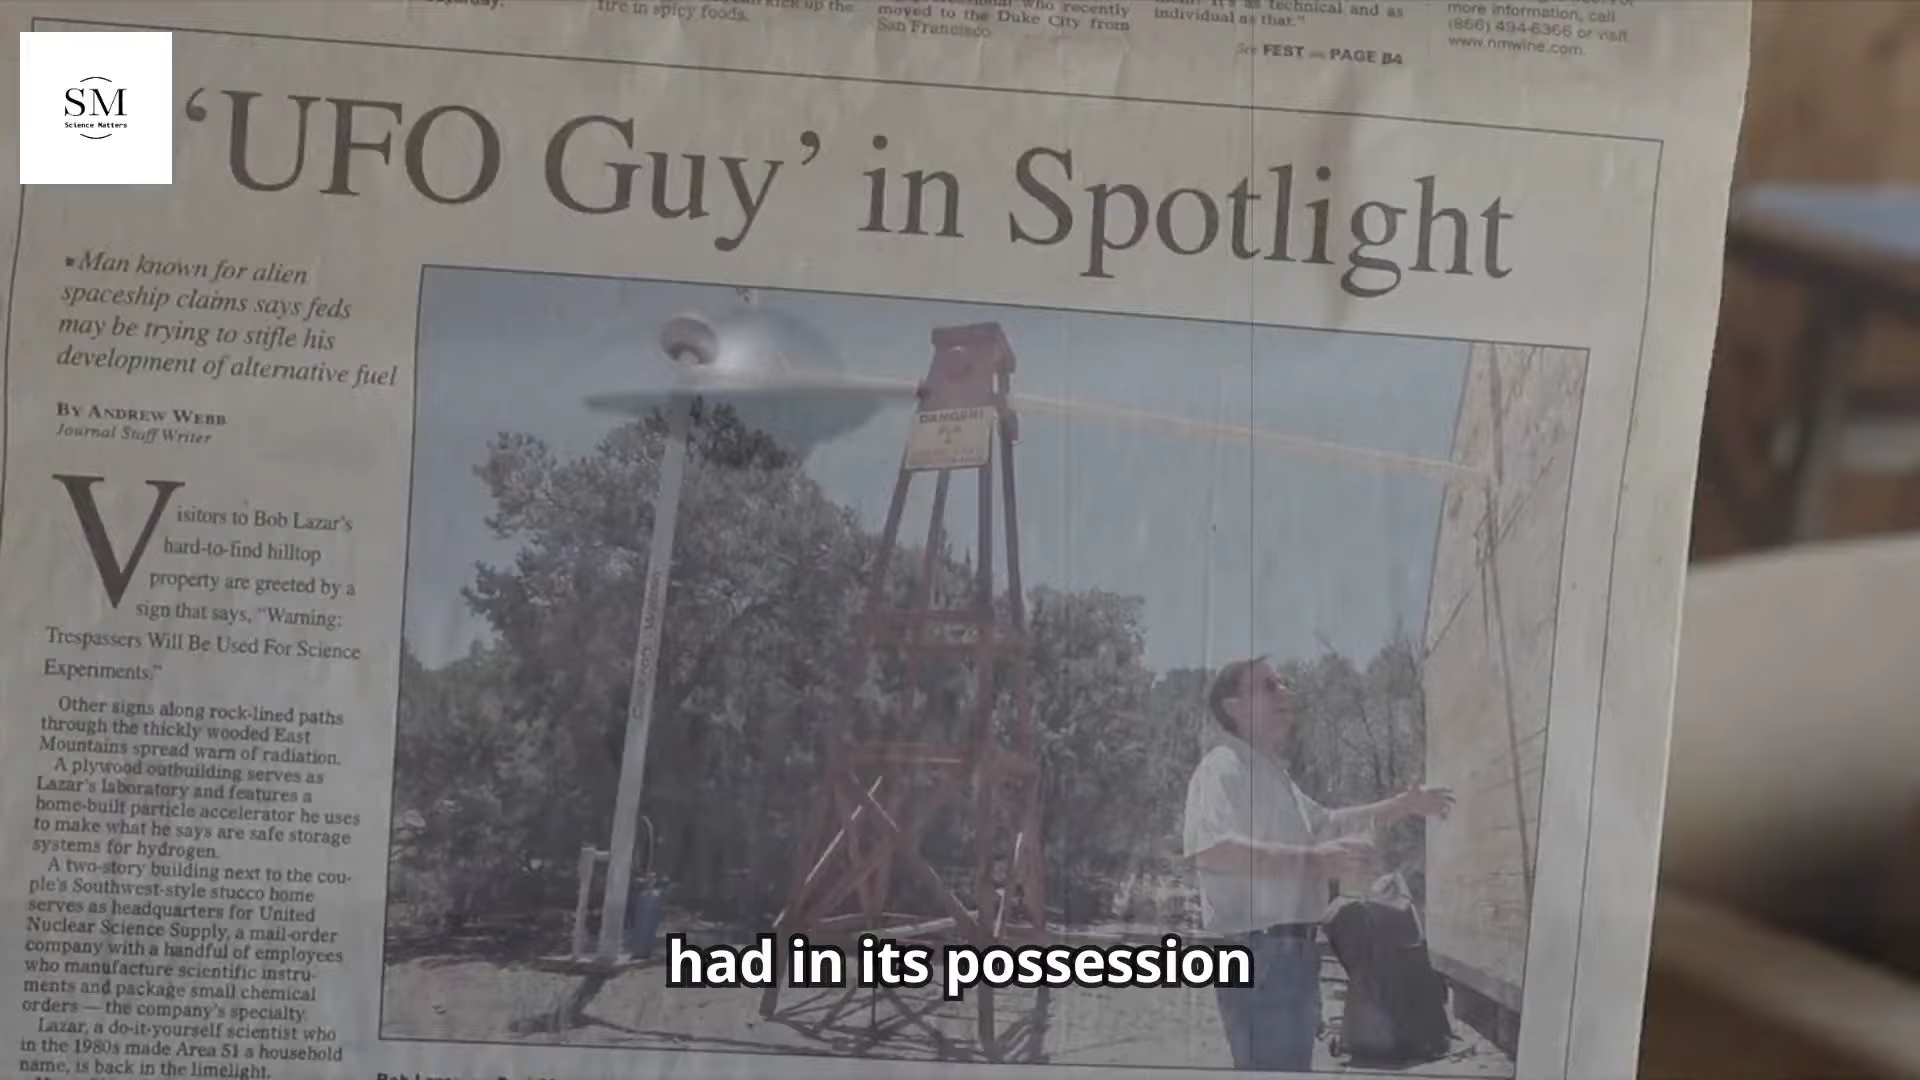 fire in spicy foods.
kick up the
who recently
moved to the Duke City from
San Francisco
technical and as
individual as that."
See FEST on PAGE B4
more information, call
(866) 494-6366 or visit
www.nmwine.com.
SM
Science Matters
'UFO Guy' in Spotlight
▪ Man known for alien
spaceship claims says feds
may be trying to stifle his
development of alternative fuel
BY ANDREW WEBB
Journal Staff Writer
Visitors to Bob Lazar's
hard-to-find hilltop
property are greeted by a
sign that says, "Warning:
Trespassers Will Be Used For Science
Experiments."
Other signs along rock-lined paths
through the thickly wooded East
Mountains spread warn of radiation.
A plywood outbuilding serves as
Lazar's laboratory and features a
home-built particle accelerator he uses
to make what he says are safe storage
systems for hydrogen.
A two-story building next to the cou-
ple's Southwest-style stucco home
serves as headquarters for United
Nuclear Science Supply, a mail-order
company with a handful of employees
who manufacture scientific instru-
ments and package small chemical
orders — the company's specialty.
Lazar, a do-it-yourself scientist who
in the 1980s made Area 51 a household
name, is back in the limelight.
DANGER!
had in its possession